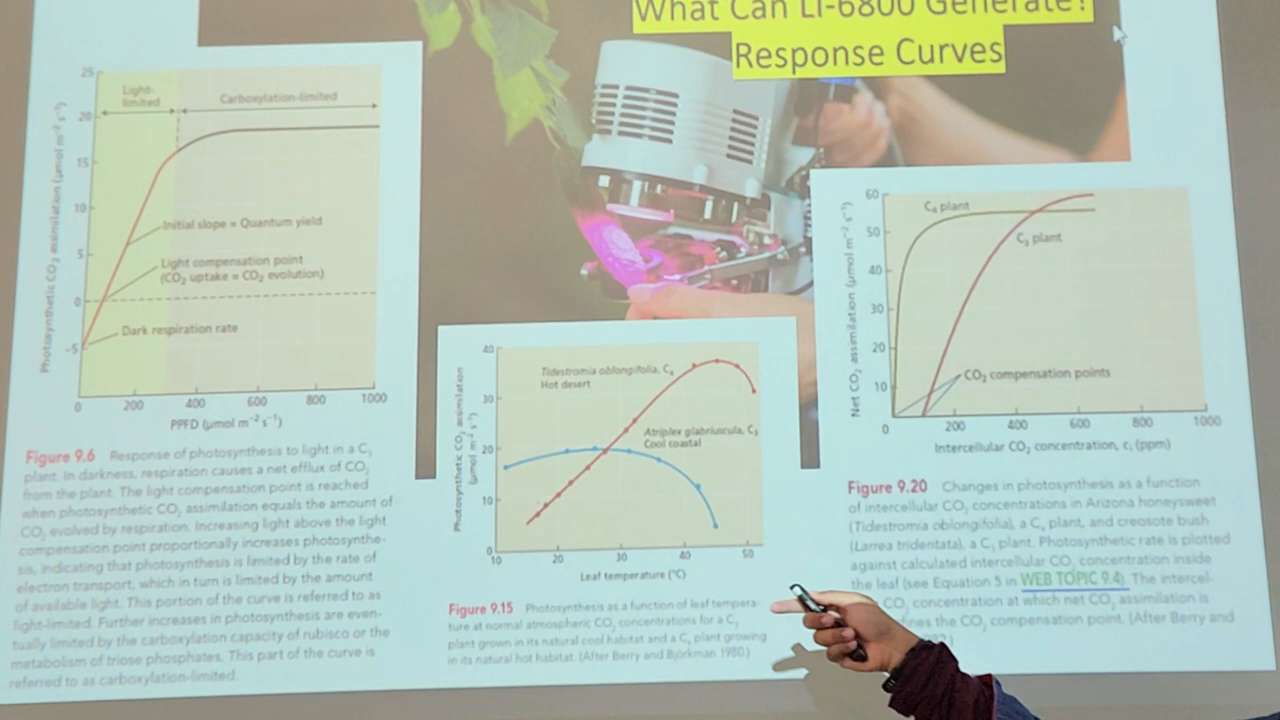 What Can LI-6800 Generate?
Response Curves
25
20
15
10
5
0
-5
Photosynthetic CO₂ assimilation (μmol m⁻² s⁻¹)
Light-
limited
Carboxylation-limited
Initial slope = Quantum yield
Light compensation point
(CO₂ uptake = CO₂ evolution)
Dark respiration rate
0 200 400 600 800 1000
PPFD (μmol m⁻² s⁻¹)
Figure 9.6 Response of photosynthesis to light in a C₃
plant. In darkness, respiration causes a net efflux of CO₂
from the plant. The light compensation point is reached
when photosynthetic CO₂ assimilation equals the amount of
CO₂ evolved by respiration. Increasing light above the light
compensation point proportionally increases photosynthe-
sis, indicating that photosynthesis is limited by the rate of
electron transport, which in turn is limited by the amount
of available light. This portion of the curve is referred to as
light-limited. Further increases in photosynthesis are even-
tually limited by the carboxylation capacity of rubisco or the
metabolism of triose phosphates. This part of the curve is
referred to as carboxylation-limited.
40
30
20
10
0
Photosynthetic CO₂ assimilation
(μmol m⁻² s⁻¹)
Tidestromia oblongifolia, C₄
Hot desert
Atriplex glabriuscula, C₃
Cool coastal
10 20 30 40 50
Leaf temperature (°C)
Figure 9.15 Photosynthesis as a function of leaf tempera-
ture at normal atmospheric CO₂ concentrations for a C₃
plant grown in its natural cool habitat and a C₄ plant growing
in its natural hot habitat. (After Berry and Björkman 1980.)
60
50
40
30
20
10
Net CO₂ assimilation (μmol m⁻² s⁻¹)
C₄ plant
C₃ plant
CO₂ compensation points
0 200 400 600 800 1000
Intercellular CO₂ concentration, cᵢ (ppm)
Figure 9.20 Changes in photosynthesis as a function
of intercellular CO₂ concentrations in Arizona honeysweet
(Tidestromia oblongifolia), a C₄ plant, and creosote bush
(Larrea tridentata), a C₃ plant. Photosynthetic rate is plotted
against calculated intercellular CO₂ concentration inside
the leaf (see Equation 5 in WEB TOPIC 9.4). The intercel-
CO₂ concentration at which net CO₂ assimilation is
the CO₂ compensation point. (After Berry and